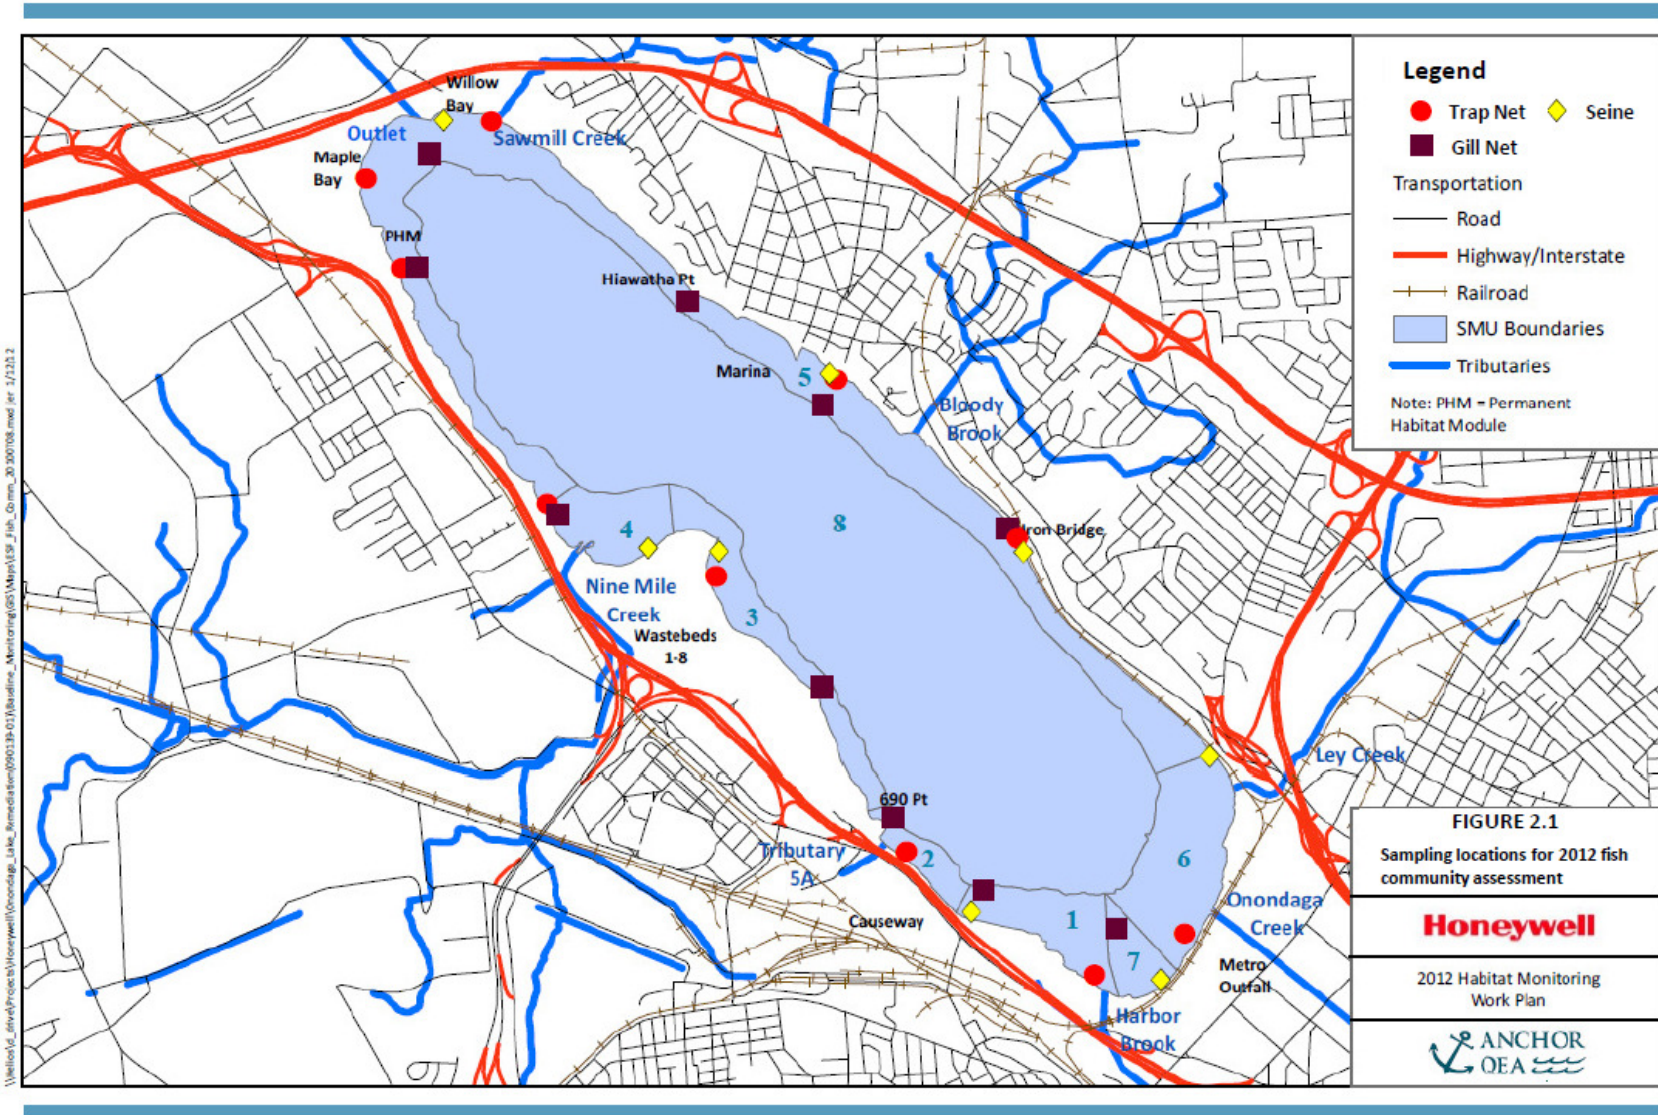 Willow
Bay
Outlet
Sawmill Creek
Maple
Bay
PHM
Hiawatha Pt
Marina
5
Bloody
Brook
8
4
Iron Bridge
Nine Mile
Creek
3
Wastebeds
1-8
Ley Creek
690 Pt
Tributary
5A
2
6
Causeway
1
Onondaga
Creek
7
Metro
Outfall
Harbor
Brook
Legend
Trap Net
Seine
Gill Net
Transportation
Road
Highway/Interstate
Railroad
SMU Boundaries
Tributaries
Note: PHM = Permanent
Habitat Module
FIGURE 2.1
Sampling locations for 2012 fish
community assessment
Honeywell
2012 Habitat Monitoring
Work Plan
ANCHOR
QEA